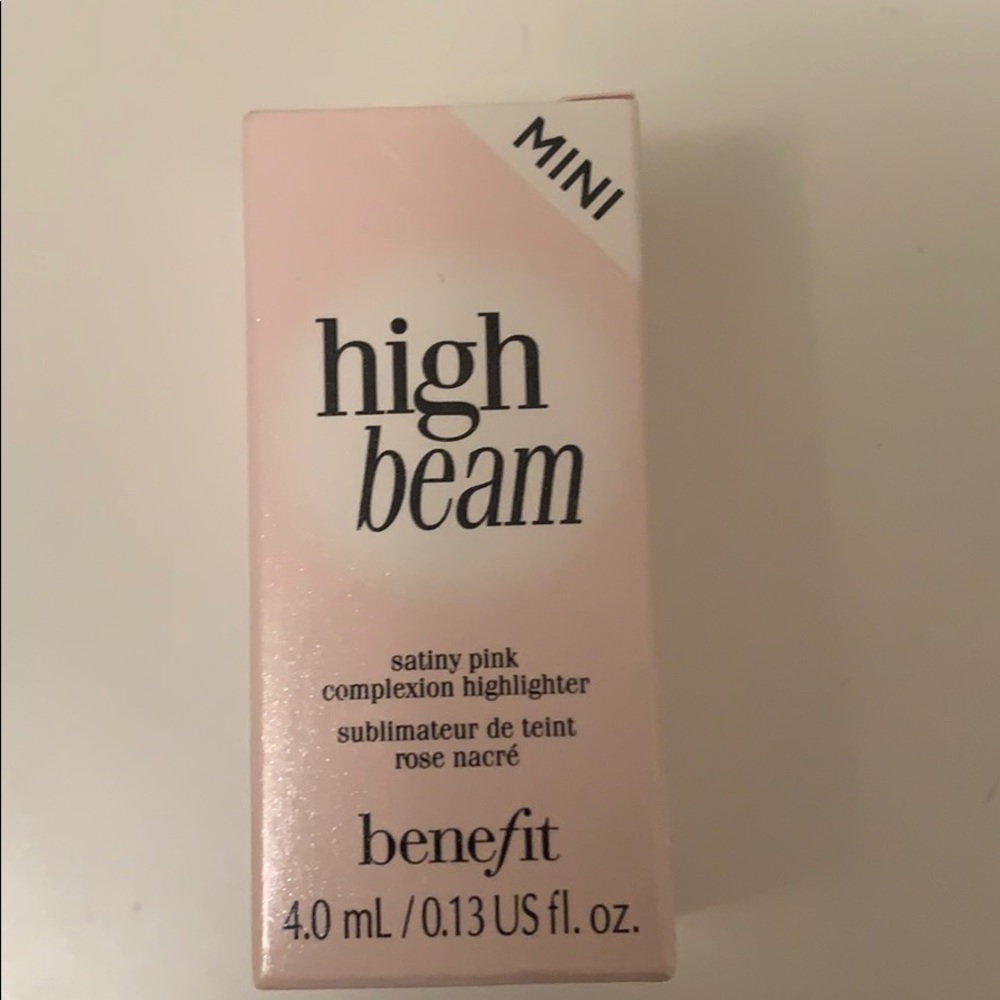 MINI
high
beam
satiny pink
complexion highlighter
sublimateur de teint
rose nacré
benefit
4.0 mL / 0.13 US fl. oz.